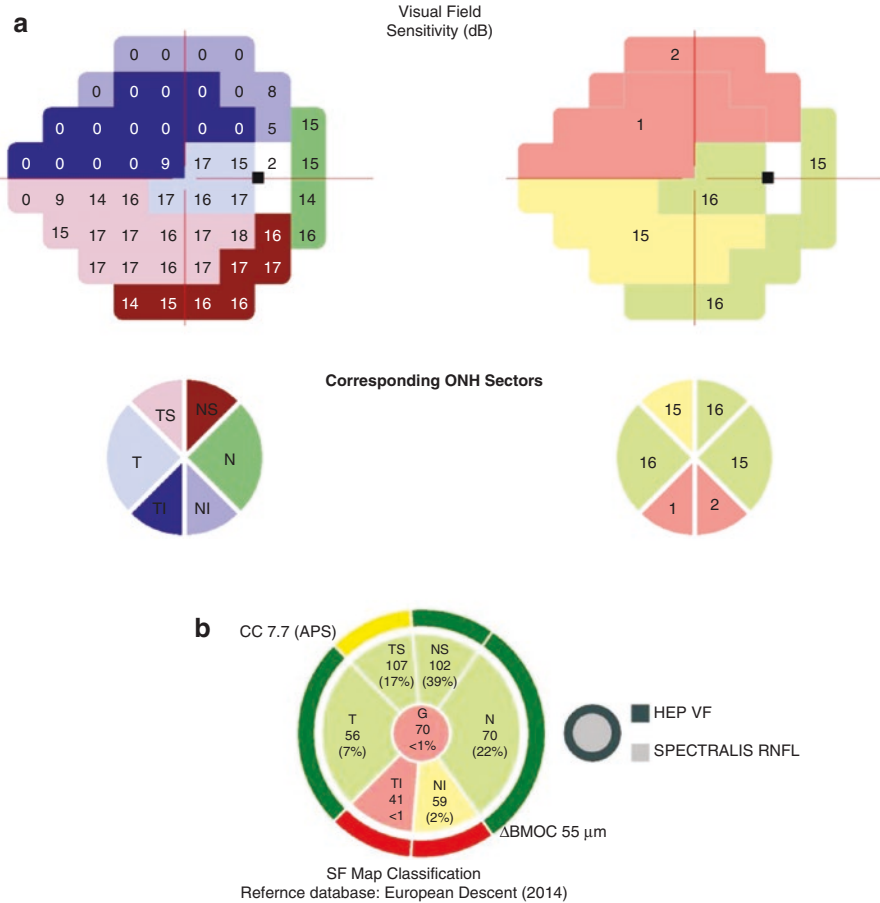 a
Visual Field
Sensitivity (dB)
0 0 0 0
0 0 0 0 0 8
0 0 0 0 0 0 5 15
0 0 0 0 9 17 15 2 15
0 9 14 16 17 16 17 14
15 17 17 16 17 18 16 16
17 17 16 17 17 17
14 15 16 16
2
1
15
16
15
16
Corresponding ONH Sectors
TS NS
T N
TI NI
15 16
16 15
1 2
b
CC 7.7 (APS)
TS
107
(17%)
NS
102
(39%)
T
56
(7%)
G
70
<1%
N
70
(22%)
TI
41
<1
NI
59
(2%)
HEP VF
SPECTRALIS RNFL
ΔBMOC 55 μm
SF Map Classification
Refernce database: European Descent (2014)